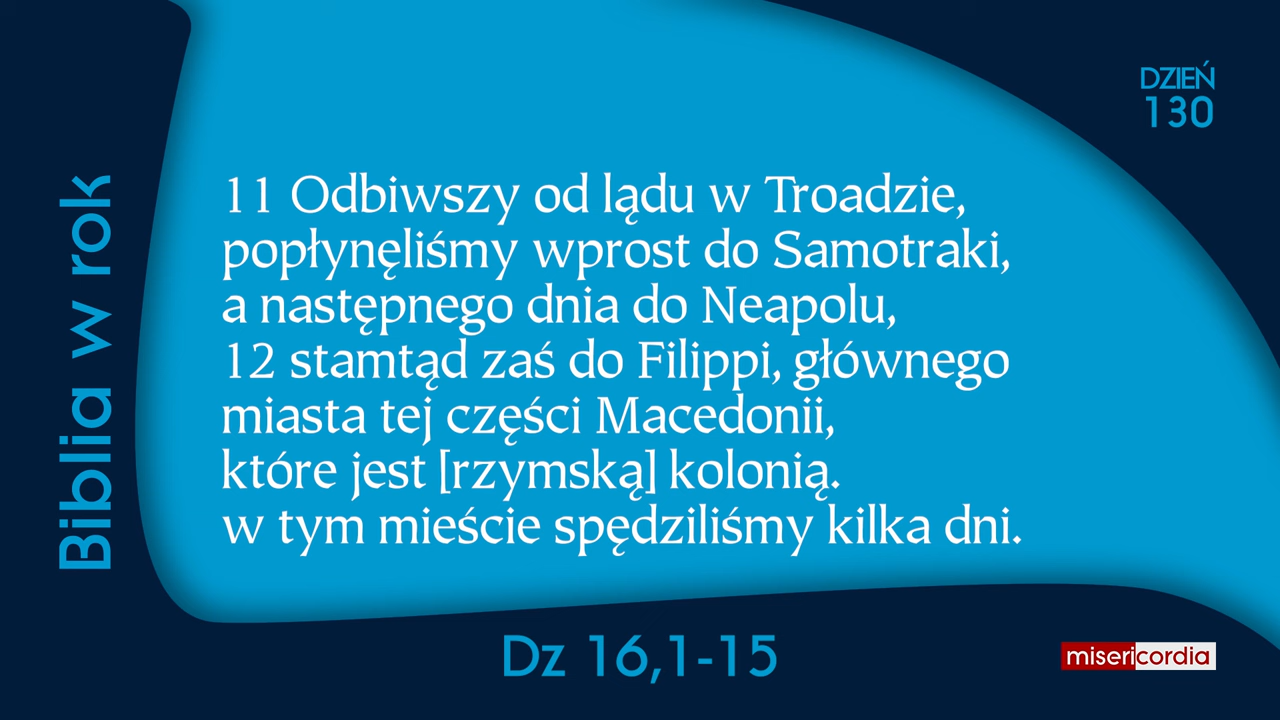 DZIEŃ
130
Biblia w rok
11 Odbiwszy od lądu w Troadzie,
popłynęliśmy wprost do Samotraki,
a następnego dnia do Neapolu,
12 stamtąd zaś do Filippi, głównego
miasta tej części Macedonii,
które jest [rzymską] kolonią.
w tym mieście spędziliśmy kilka dni.
Dz 16,1-15
misericordia